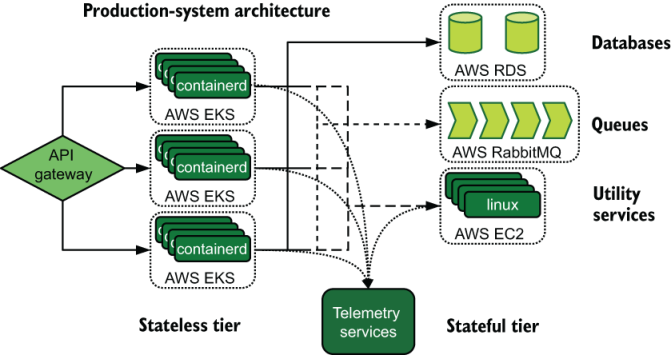 Production-system architecture
Databases
AWS RDS
containerd
AWS EKS
Queues
AWS RabbitMQ
API
gateway
containerd
AWS EKS
Utility
services
linux
AWS EC2
containerd
AWS EKS
Telemetry
services
Stateless tier
Stateful tier